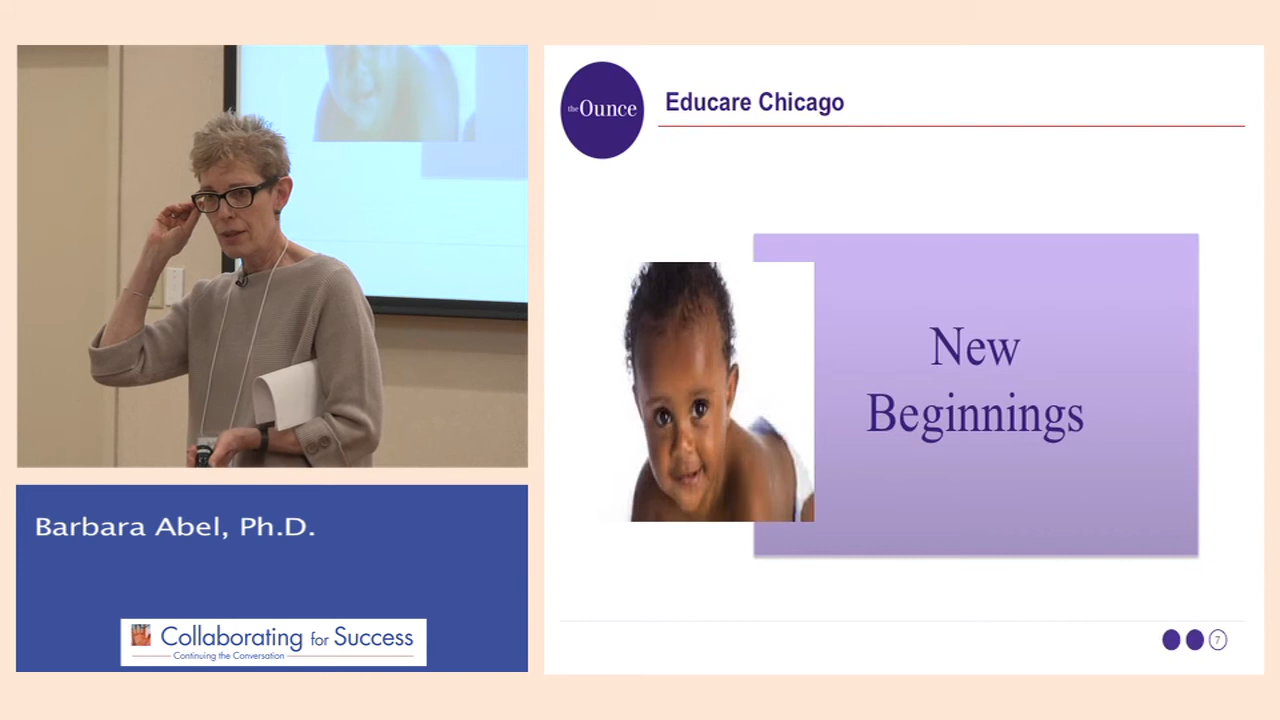 the Ounce
Educare Chicago
New
Beginnings
7
Barbara Abel, Ph.D.
Collaborating for Success
Continuing the Conversation